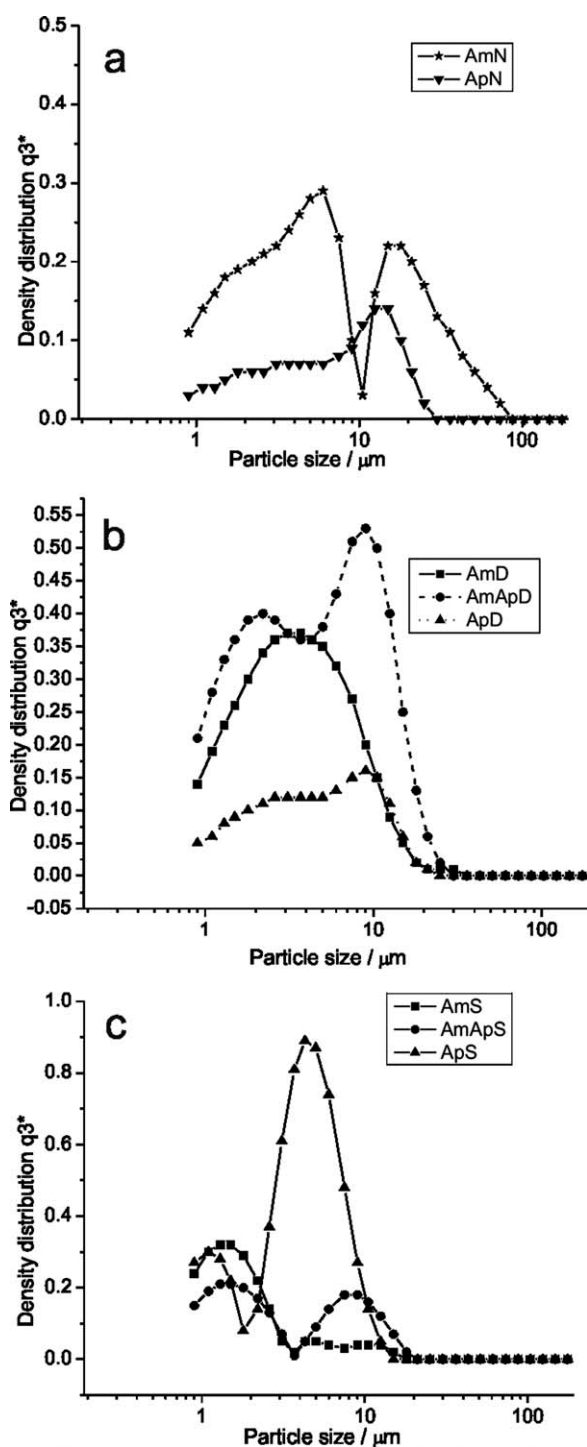 a
AmN
ApN
Density distribution q3*
0.5
0.4
0.3
0.2
0.1
0.0
1
10
100
Particle size / μm
b
AmD
AmApD
ApD
Density distribution q3*
0.55
0.50
0.45
0.40
0.35
0.30
0.25
0.20
0.15
0.10
0.05
0.00
-0.05
1
10
100
Particle size / μm
c
AmS
AmApS
ApS
Density distribution q3*
1.0
0.8
0.6
0.4
0.2
0.0
1
10
100
Particle size / μm